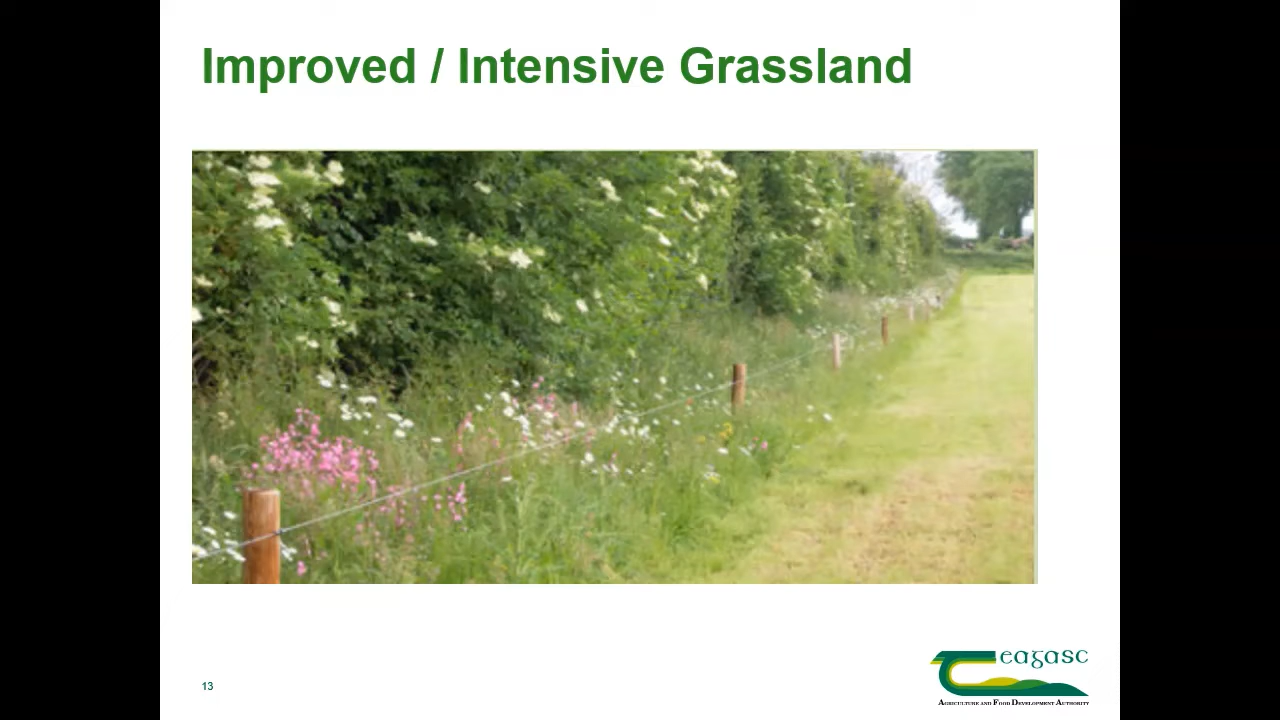 Improved / Intensive Grassland
13
Teagasc
AGRICULTURE AND FOOD DEVELOPMENT AUTHORITY